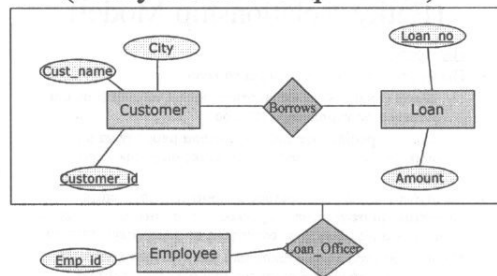 City
Loan_no
Cust_name
Customer
Borrows
Loan
Customer_id
Amount
Emp_id
Employee
Loan_Officer